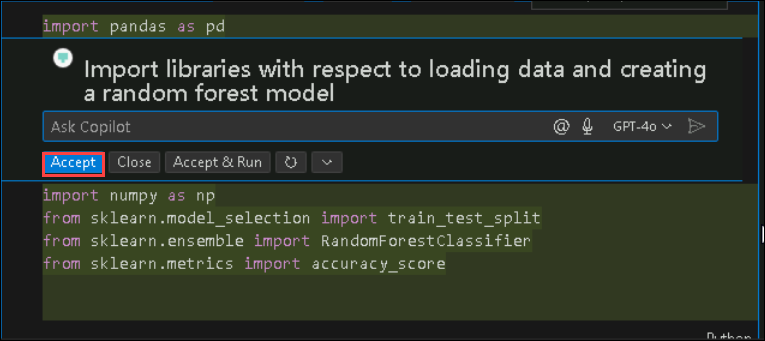 import pandas as pd
Import libraries with respect to loading data and creating
a random forest model
Ask Copilot @ GPT-4o
Accept Close Accept & Run
import numpy as np
from sklearn.model_selection import train_test_split
from sklearn.ensemble import RandomForestClassifier
from sklearn.metrics import accuracy_score
Python